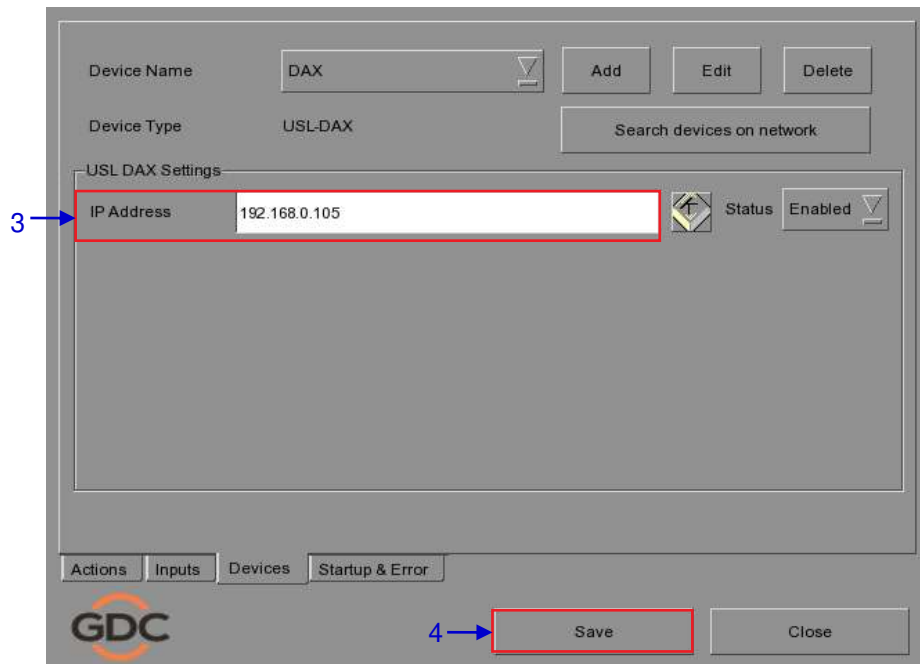 Device Name DAX Add Edit Delete
Device Type USL-DAX Search devices on network
USL DAX Settings
3 IP Address 192.168.0.105 Status Enabled
Actions Inputs Devices Startup & Error
GDC 4 Save Close